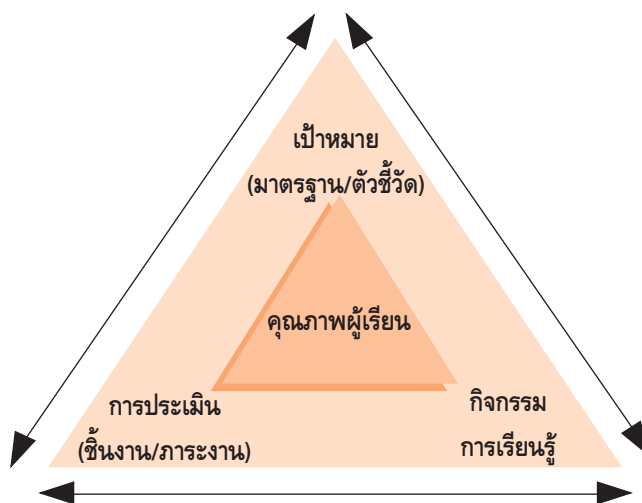 เป้าหมาย
(มาตรฐาน/ตัวชี้วัด)
คุณภาพผู้เรียน
การประเมิน
(ชิ้นงาน/ภาระงาน)
กิจกรรม
การเรียนรู้